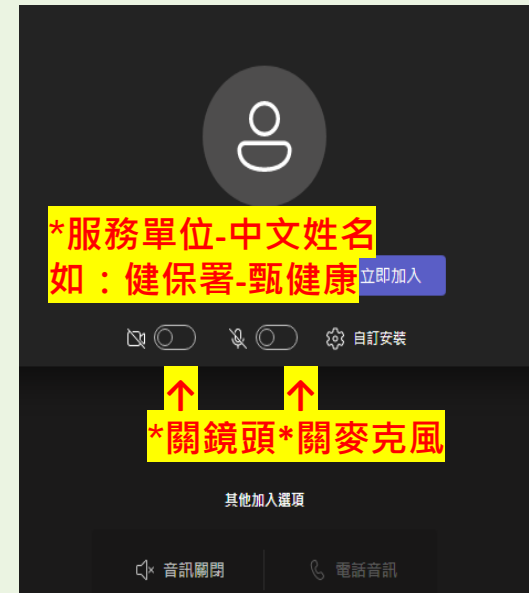 *服務單位-中文姓名
如：健保署-甄健康
立即加入
自訂安裝
↑ ↑
*關鏡頭*關麥克風
其他加入選項
音訊關閉
電話音訊